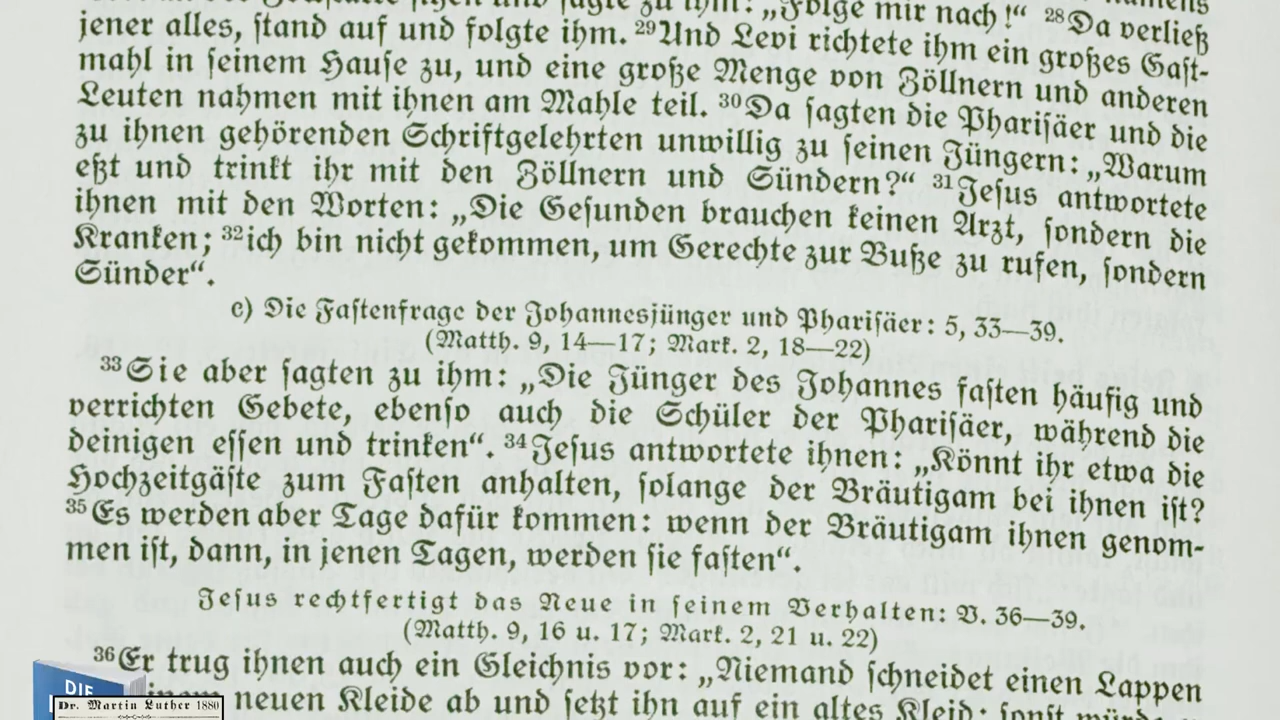 sagte zu ihm: „Folge mir nach!“ ²⁸Da verließ
jener alles, stand auf und folgte ihm. ²⁹Und Levi richtete ihm ein großes Gast-
mahl in seinem Hause zu, und eine große Menge von Zöllnern und anderen
Leuten nahmen mit ihnen am Mahle teil. ³⁰Da sagten die Pharisäer und die
zu ihnen gehörenden Schriftgelehrten unwillig zu seinen Jüngern: „Warum
eßt und trinkt ihr mit den Zöllnern und Sündern?“ ³¹Jesus antwortete
ihnen mit den Worten: „Die Gesunden brauchen keinen Arzt, sondern die
Kranken; ³²ich bin nicht gekommen, um Gerechte zur Buße zu rufen, sondern
Sünder“.
c) Die Fastenfrage der Johannesjünger und Pharisäer: 5, 33—39.
(Matth. 9, 14—17; Mark. 2, 18—22)
³³Sie aber sagten zu ihm: „Die Jünger des Johannes fasten häufig und
verrichten Gebete, ebenso auch die Schüler der Pharisäer, während die
deinigen essen und trinken“. ³⁴Jesus antwortete ihnen: „Könnt ihr etwa die
Hochzeitgäste zum Fasten anhalten, solange der Bräutigam bei ihnen ist?
³⁵Es werden aber Tage dafür kommen: wenn der Bräutigam ihnen genom-
men ist, dann, in jenen Tagen, werden sie fasten“.
Jesus rechtfertigt das Neue in seinem Verhalten: V. 36—39.
(Matth. 9, 16 u. 17; Mark. 2, 21 u. 22)
³⁶Er trug ihnen auch ein Gleichnis vor: „Niemand schneidet einen Lappen
neuen Kleide ab und setzt ihn auf ein altes Kleid; sonst
DIE
Dr. Martin Luther 1880